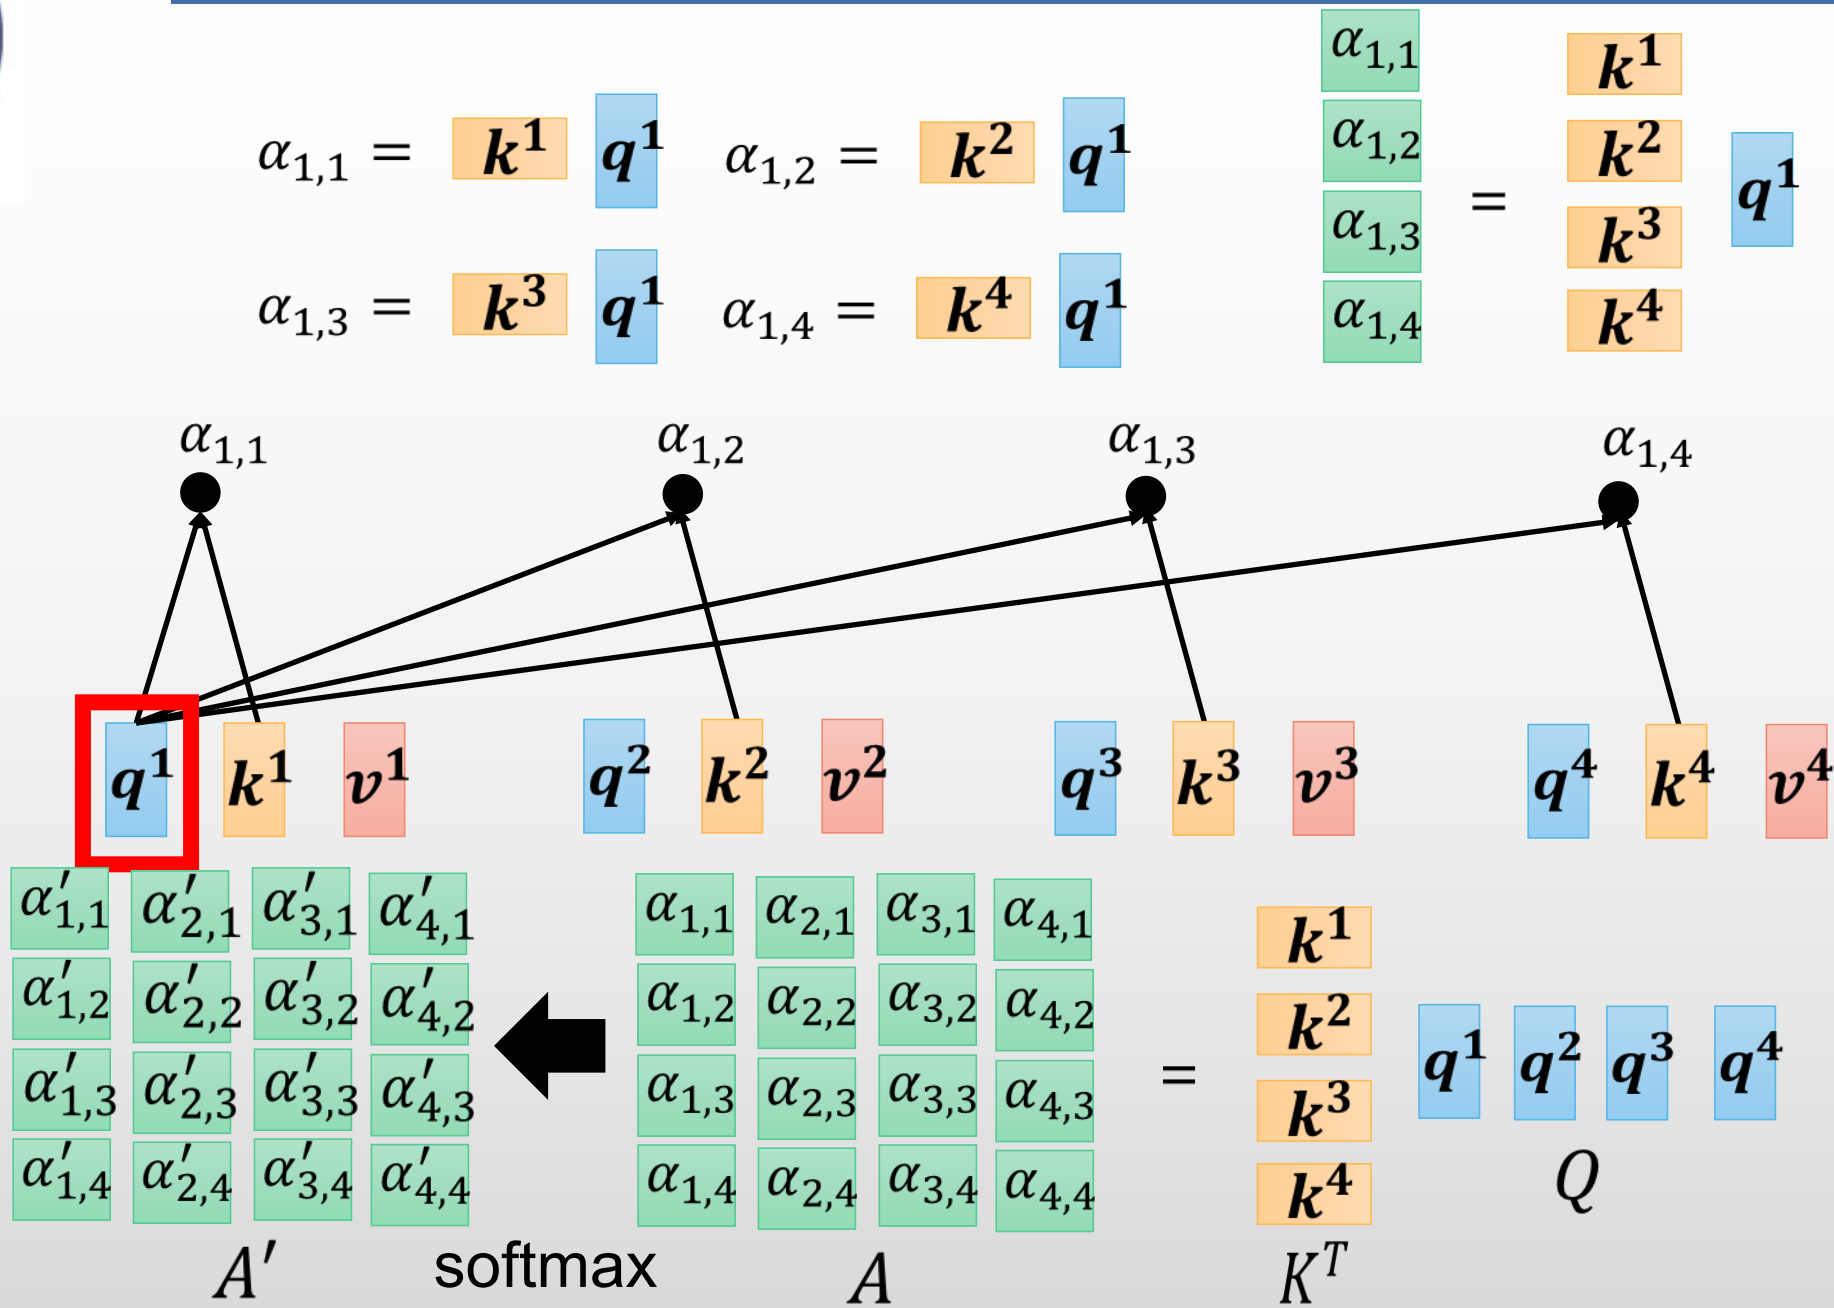 α1,1 = k¹ q¹ α1,2 = k² q¹
α1,3 = k³ q¹ α1,4 = k⁴ q¹
α1,1 k¹
α1,2 k²
= q¹
α1,3 k³
α1,4 k⁴
α1,1 α1,2 α1,3 α1,4
q¹ k¹ v¹ q² k² v² q³ k³ v³ q⁴ k⁴ v⁴
α′1,1 α′2,1 α′3,1 α′4,1
α′1,2 α′2,2 α′3,2 α′4,2
α′1,3 α′2,3 α′3,3 α′4,3
α′1,4 α′2,4 α′3,4 α′4,4
A′
softmax
α1,1 α2,1 α3,1 α4,1
α1,2 α2,2 α3,2 α4,2
α1,3 α2,3 α3,3 α4,3
α1,4 α2,4 α3,4 α4,4
A
=
k¹
k²
k³
k⁴
Kᵀ
q¹ q² q³ q⁴
Q